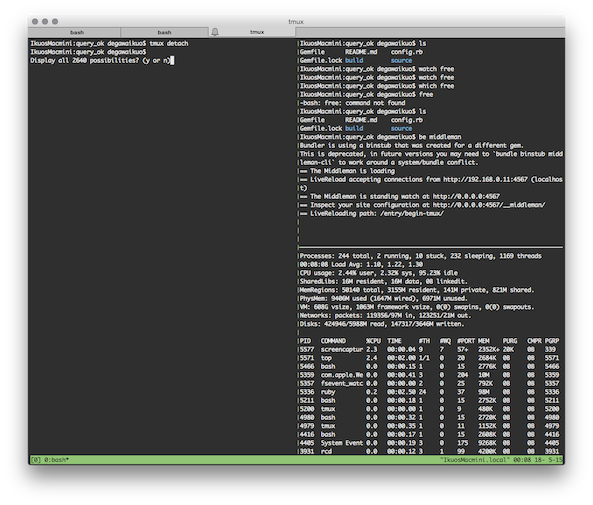 tmux
bash
bash
tmux
IkuosMacmini:query_ok degawaikuo$ tmux detach
IkuosMacmini:query_ok degawaikuo$
Display all 2640 possibilities? (y or n)
IkuosMacmini:query_ok degawaikuo$ ls
Gemfile README.md config.rb
Gemfile.lock build source
IkuosMacmini:query_ok degawaikuo$ watch free
IkuosMacmini:query_ok degawaikuo$ watch free
IkuosMacmini:query_ok degawaikuo$ which free
IkuosMacmini:query_ok degawaikuo$ free
-bash: free: command not found
IkuosMacmini:query_ok degawaikuo$ ls
Gemfile README.md config.rb
Gemfile.lock build source
IkuosMacmini:query_ok degawaikuo$ be middleman
Bundler is using a binstub that was created for a different gem.
This is deprecated, in future versions you may need to `bundle binstub midd
leman-cli` to work around a system/bundle conflict.
== The Middleman is loading
== LiveReload accepting connections from http://192.168.0.11:4567 (localhos
t)
== The Middleman is standing watch at http://0.0.0.0:4567
== Inspect your site configuration at http://0.0.0.0:4567/__middleman/
== LiveReloading path: /entry/begin-tmux/
Processes: 244 total, 2 running, 10 stuck, 232 sleeping, 1169 threads
00:08:08 Load Avg: 1.10, 1.22, 1.30
CPU usage: 2.44% user, 2.32% sys, 95.23% idle
SharedLibs: 16M resident, 16M data, 0B linkedit.
MemRegions: 50140 total, 3155M resident, 141M private, 821M shared.
PhysMem: 9406M used (1647M wired), 6971M unused.
VM: 608G vsize, 1063M framework vsize, 0(0) swapins, 0(0) swapouts.
Networks: packets: 119356/97M in, 123251/21M out.
Disks: 424946/5988M read, 147317/3646M written.
PID COMMAND %CPU TIME #TH #WQ #PORT MEM PURG CMPR PGRP
5577 screencaptur 2.3 00:00.04 9 7 57+ 2352K+ 20K 0B 339
5571 top 2.4 00:02.00 1/1 0 20 2684K 0B 0B 5571
5466 bash 0.0 00:00.15 1 0 15 2776K 0B 0B 5466
5359 com.apple.We 0.0 00:00.41 3 0 204 10M 0B 0B 5359
5357 fsevent_watc 0.0 00:00.00 2 0 25 792K 0B 0B 5357
5336 ruby 0.2 00:02.50 24 0 37 98M 0B 0B 5336
5211 bash 0.0 00:00.18 1 0 15 2752K 0B 0B 5211
5200 tmux 0.0 00:00.00 1 0 9 480K 0B 0B 5200
4980 bash 0.0 00:00.32 1 0 15 2720K 0B 0B 4980
4979 tmux 0.0 00:00.35 1 0 11 1152K 0B 0B 4979
4416 bash 0.0 00:00.17 1 0 15 2608K 0B 0B 4416
4405 System Event 0.0 00:00.19 3 0 175 9268K 0B 0B 4405
3931 rcd 0.0 00:00.12 3 1 99 4200K 0B 0B 3931
[0] 0:bash* "IkuosMacmini.local" 00:08 18- 5-15